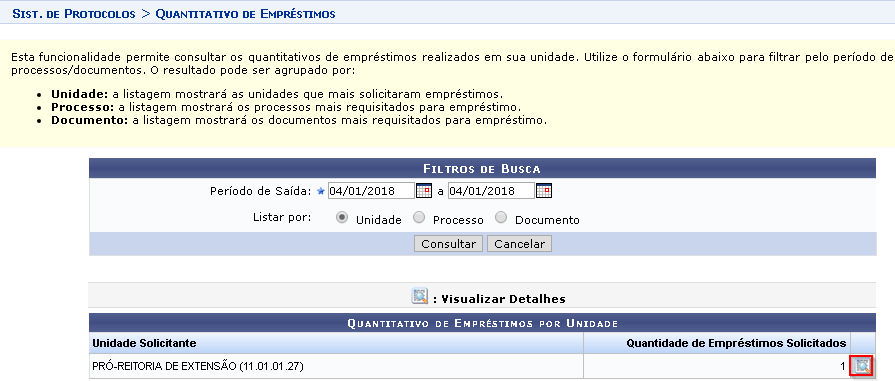 Sist. de Protocolos > Quantitativo de Empréstimos
Esta funcionalidade permite consultar os quantitativos de empréstimos realizados em sua unidade. Utilize o formulário abaixo para filtrar pelo período de
processos/documentos. O resultado pode ser agrupado por:
• Unidade: a listagem mostrará as unidades que mais solicitaram empréstimos.
• Processo: a listagem mostrará os processos mais requisitados para empréstimo.
• Documento: a listagem mostrará os documentos mais requisitados para empréstimo.
Filtros de Busca
Período de Saída: 04/01/2018 a 04/01/2018
Listar por: Unidade Processo Documento
Consultar Cancelar
: Visualizar Detalhes
Quantitativo de Empréstimos por Unidade
Unidade Solicitante Quantidade de Empréstimos Solicitados
PRÓ-REITORIA DE EXTENSÃO (11.01.01.27) 1